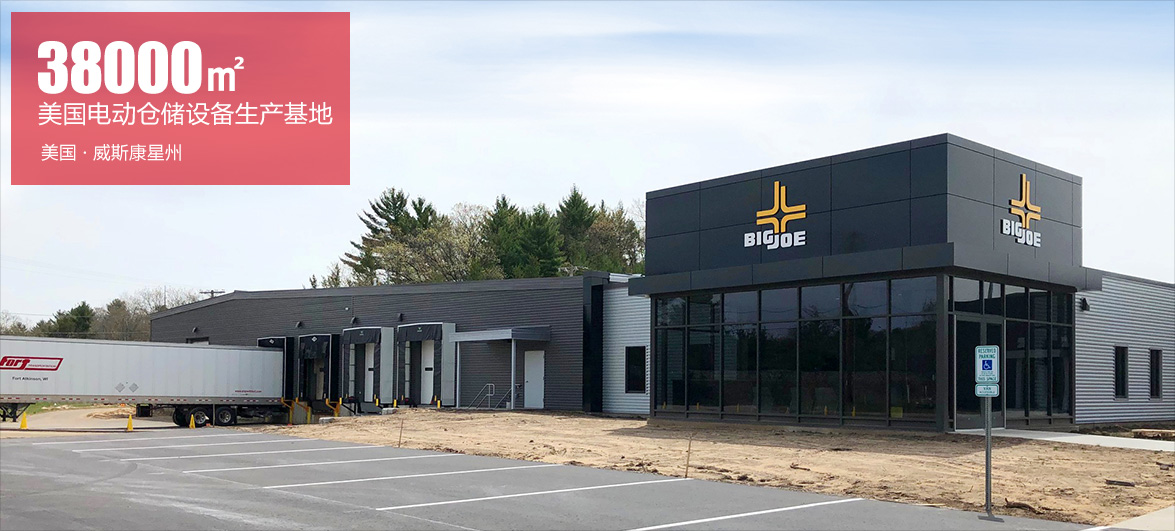 38000㎡
美国电动仓储设备生产基地
美国·威斯康星州
BIG JOE
BIG JOE
Fort
Fort Atkinson, WI
RESERVED
PARKING